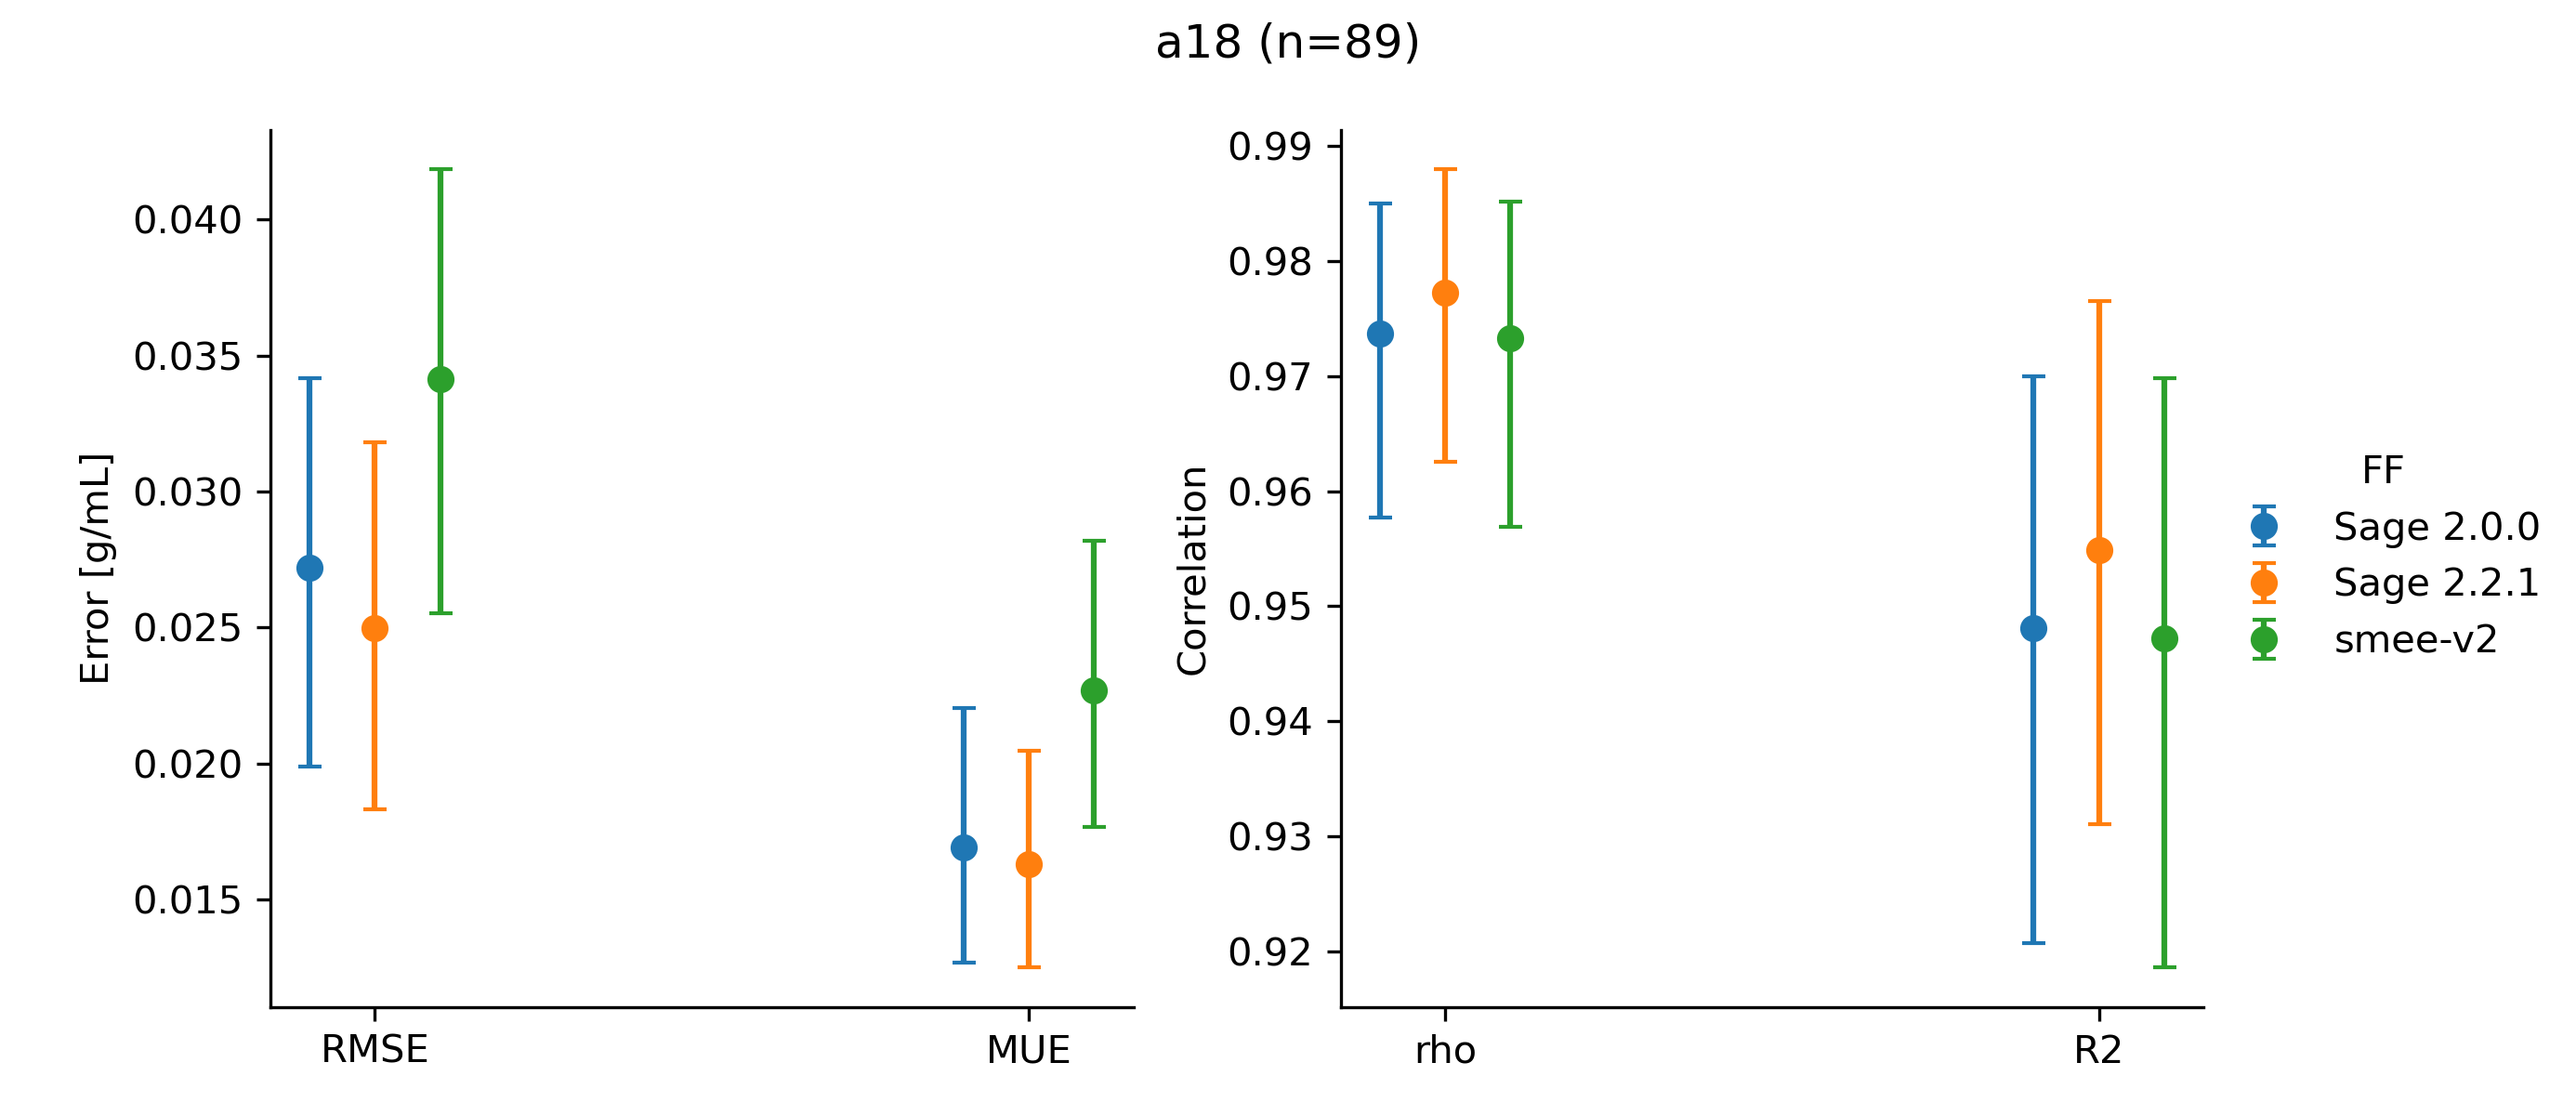 a18 (n=89)
Error [g/mL]
0.040
0.035
0.030
0.025
0.020
0.015
RMSE
MUE
Correlation
0.99
0.98
0.97
0.96
0.95
0.94
0.93
0.92
rho
R2
FF
Sage 2.0.0
Sage 2.2.1
smee-v2